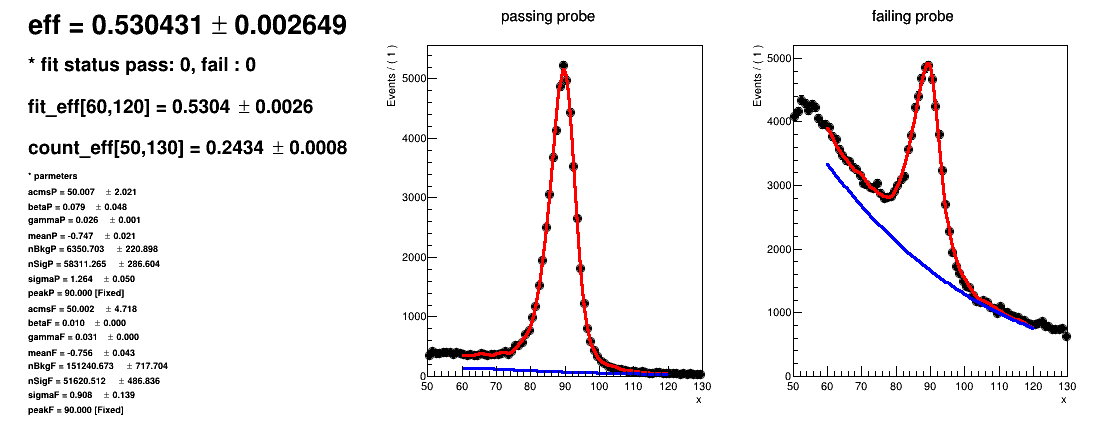 eff = 0.530431 ± 0.002649
* fit status pass: 0, fail : 0
fit_eff[60,120] = 0.5304 ± 0.0026
count_eff[50,130] = 0.2434 ± 0.0008
* parmeters
acmsP = 50.007 ± 2.021
betaP = 0.079 ± 0.048
gammaP = 0.026 ± 0.001
meanP = -0.747 ± 0.021
nBkgP = 6350.703 ± 220.898
nSigP = 58311.265 ± 286.604
sigmaP = 1.264 ± 0.050
peakP = 90.000 [Fixed]
acmsF = 50.002 ± 4.718
betaF = 0.010 ± 0.000
gammaF = 0.031 ± 0.000
meanF = -0.756 ± 0.043
nBkgF = 151240.673 ± 717.704
nSigF = 51620.512 ± 486.836
sigmaF = 0.908 ± 0.139
peakF = 90.000 [Fixed]
passing probe
Events / ( 1 )
5000
4000
3000
2000
1000
0
50 60 70 80 90 100 110 120 130
x
failing probe
Events / ( 1 )
5000
4000
3000
2000
1000
0
50 60 70 80 90 100 110 120 130
x